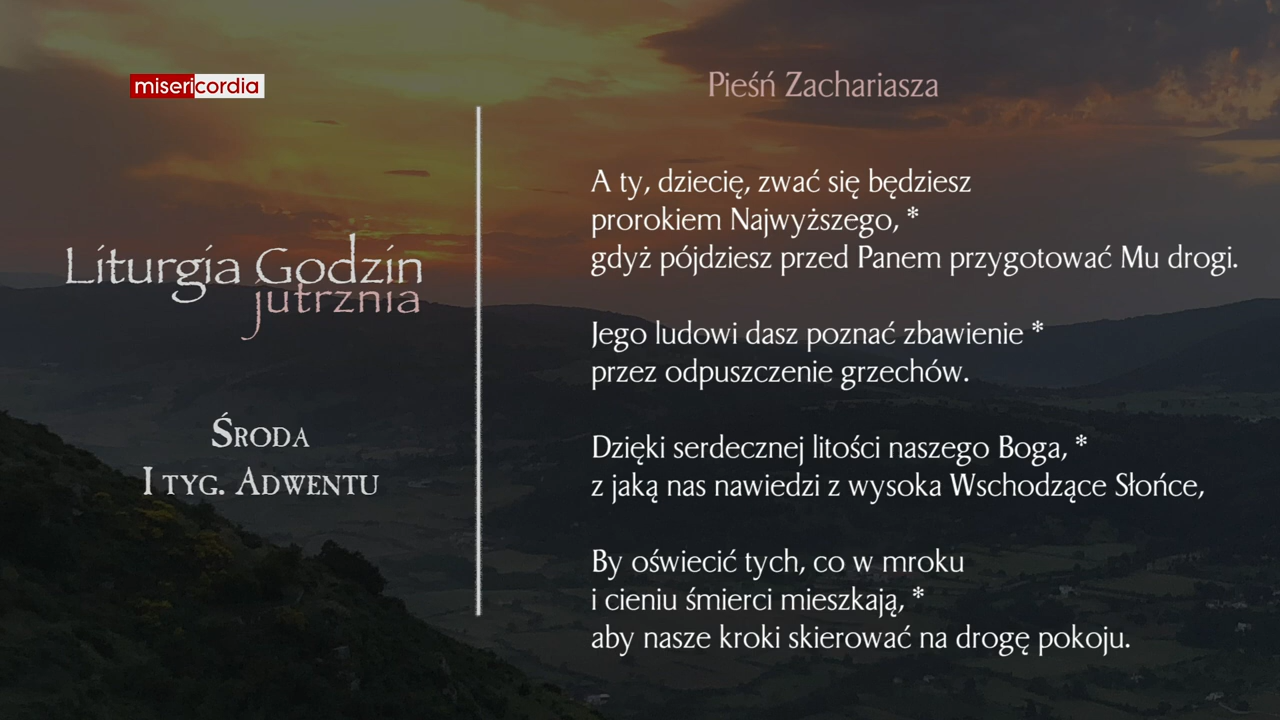 misericordia
Liturgia Godzin
jutrznia
Środa
I tyg. Adwentu
Pieśń Zachariasza
A ty, dziecię, zwać się będziesz
prorokiem Najwyższego, *
gdyż pójdziesz przed Panem przygotować Mu drogi.
Jego ludowi dasz poznać zbawienie *
przez odpuszczenie grzechów.
Dzięki serdecznej litości naszego Boga, *
z jaką nas nawiedzi z wysoka Wschodzące Słońce,
By oświecić tych, co w mroku
i cieniu śmierci mieszkają, *
aby nasze kroki skierować na drogę pokoju.